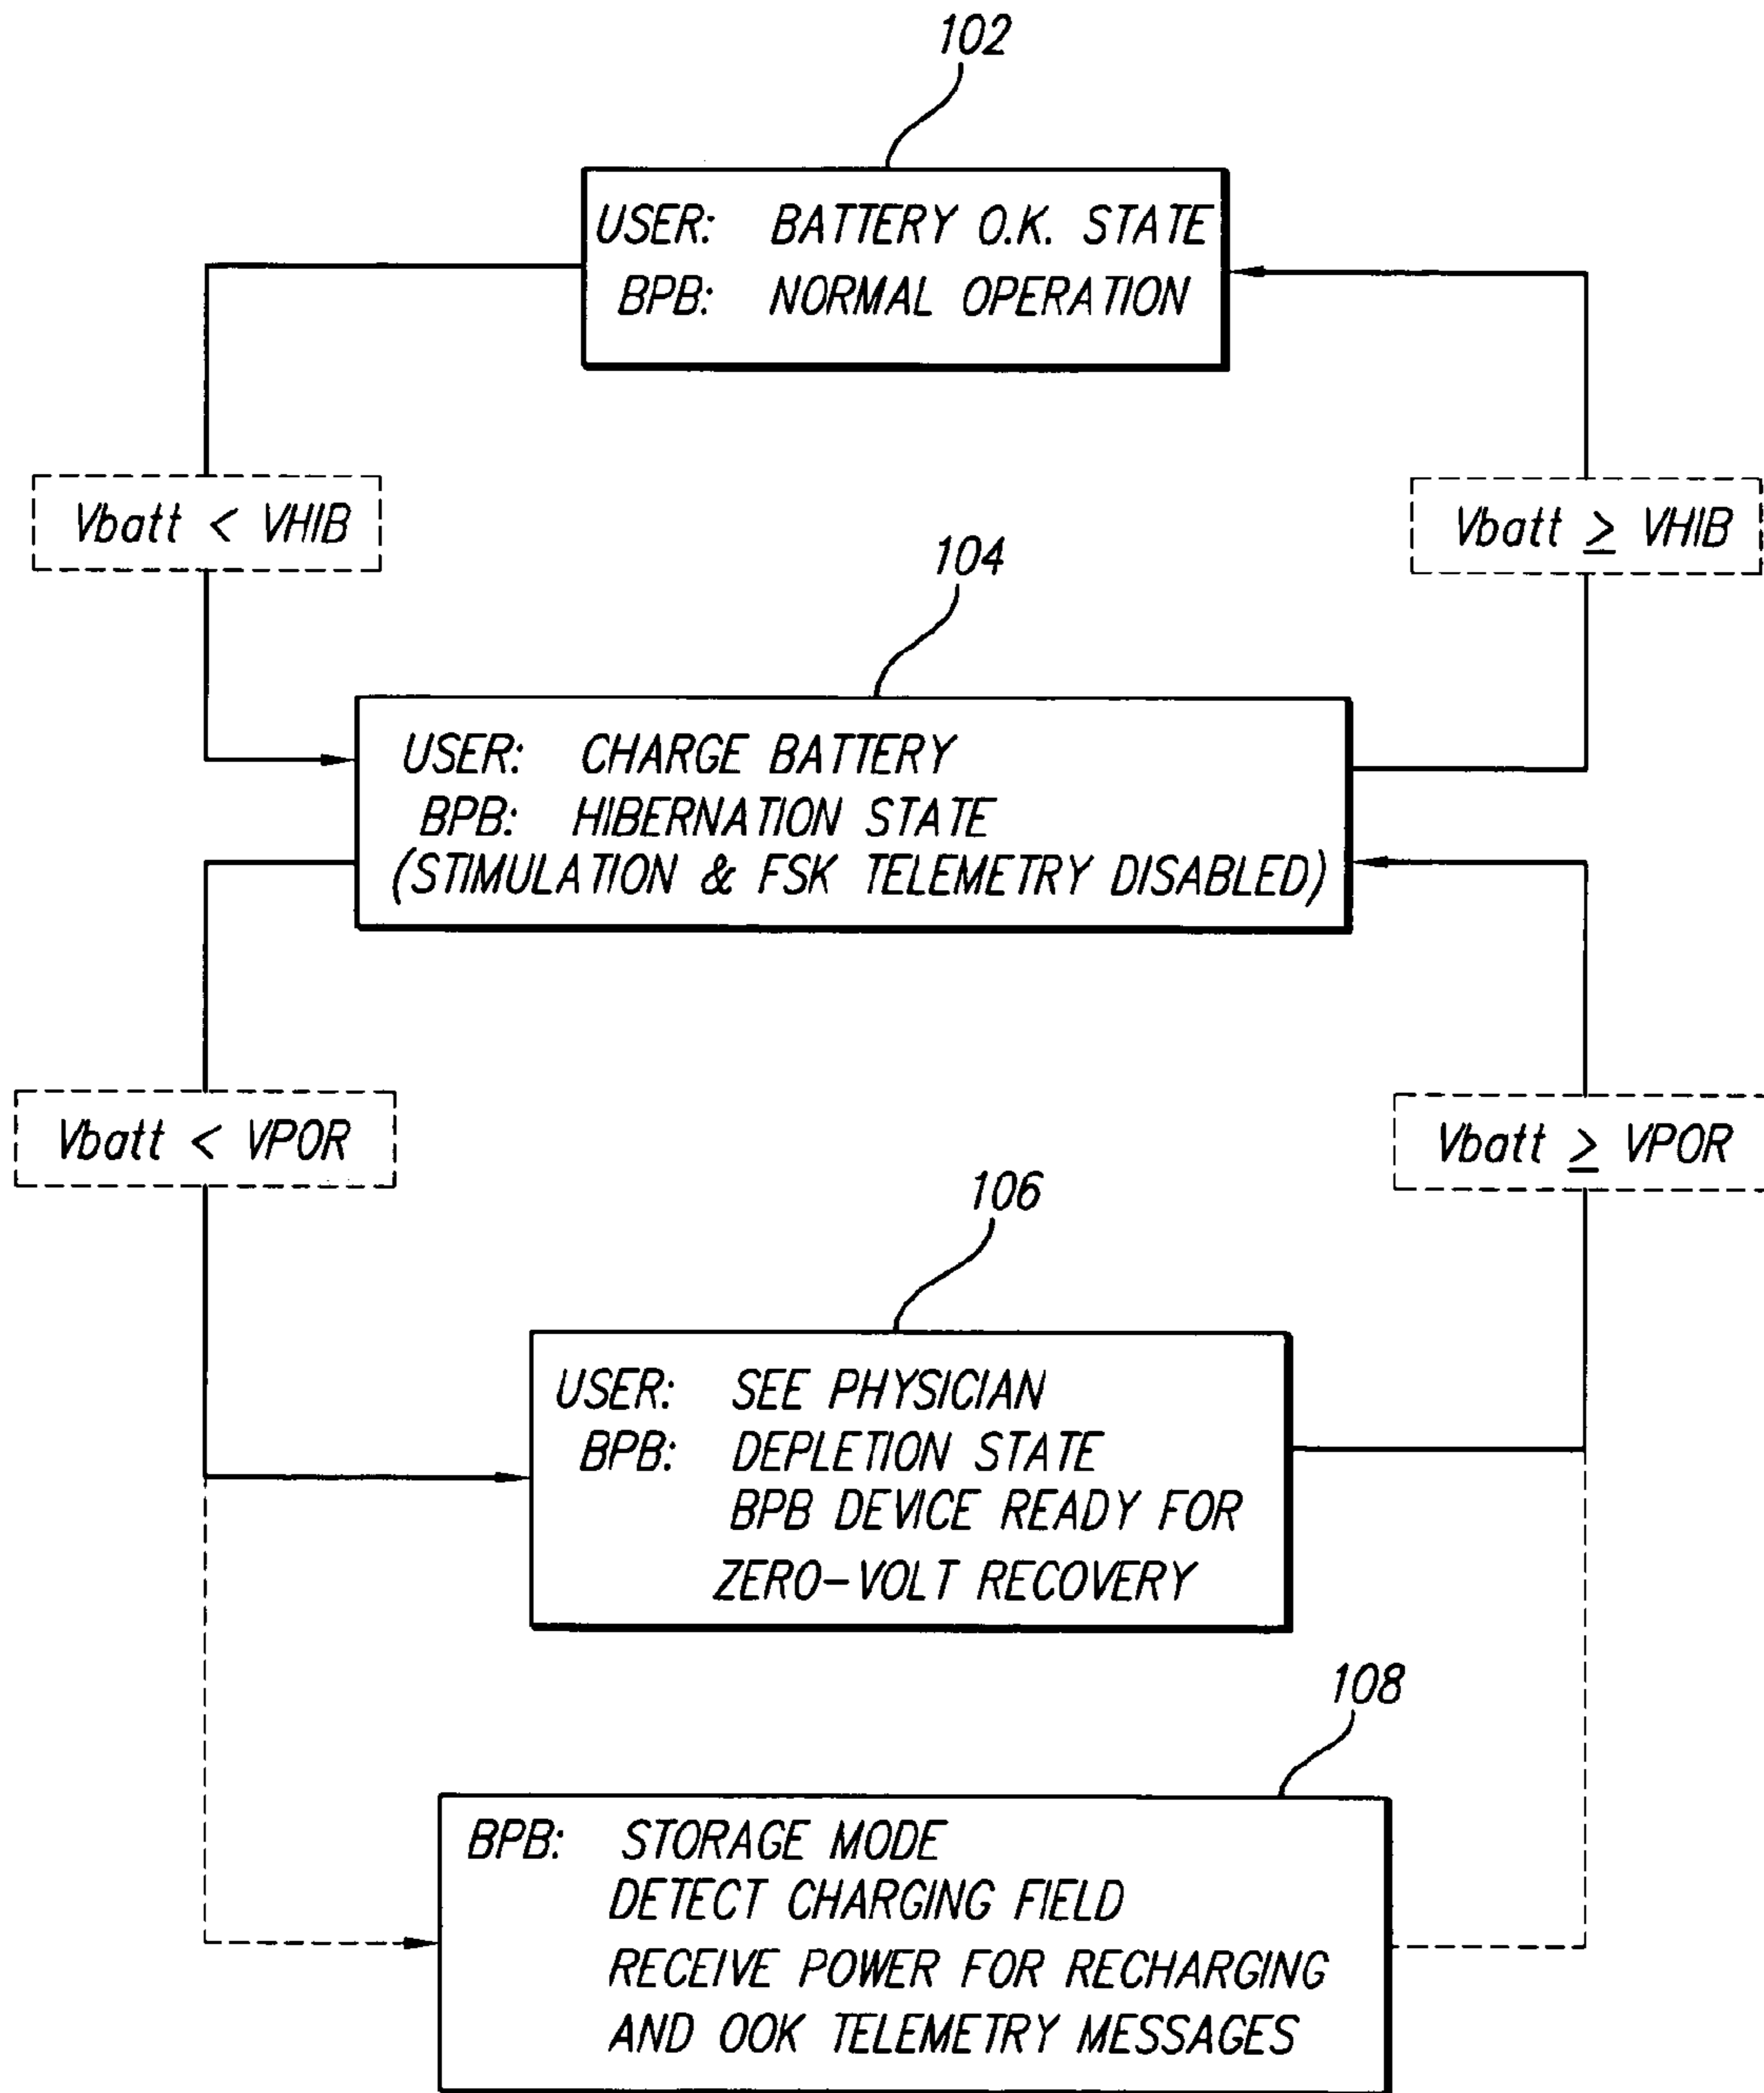 102
USER: BATTERY O.K. STATE
BPB: NORMAL OPERATION
Vbatt < VHIB
Vbatt ≥ VHIB
104
USER: CHARGE BATTERY
BPB: HIBERNATION STATE
(STIMULATION & FSK TELEMETRY DISABLED)
Vbatt < VPOR
Vbatt ≥ VPOR
106
USER: SEE PHYSICIAN
BPB: DEPLETION STATE
BPB DEVICE READY FOR
ZERO-VOLT RECOVERY
108
BPB: STORAGE MODE
DETECT CHARGING FIELD
RECEIVE POWER FOR RECHARGING
AND OOK TELEMETRY MESSAGES